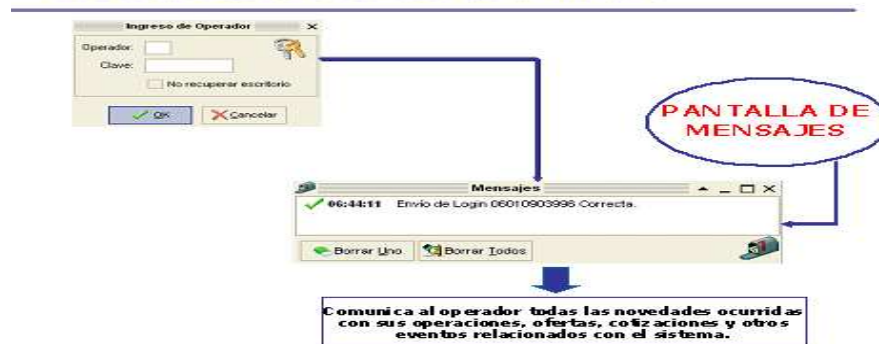 Ingreso de Operador
Operador:
Clave:
No recuperar escritorio
OK
Cancelar
PANTALLA DE
MENSAJES
Mensajes
06:44:11 Envío de Login 06010903996 Correcta.
Borrar Uno
Borrar Todos
Comunica al operador todas las novedades ocurridas
con sus operaciones, ofertas, cotizaciones y otros
eventos relacionados con el sistema.